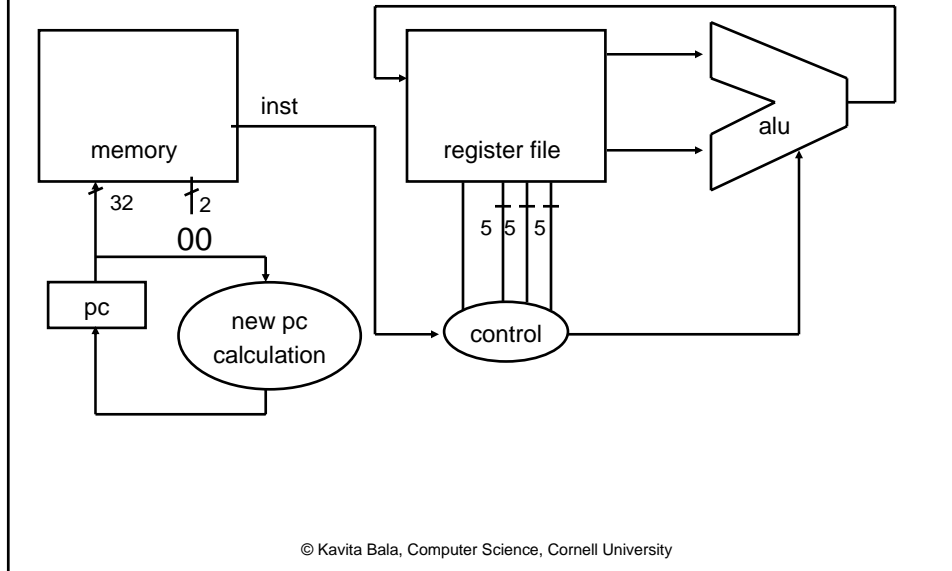 memory
inst
register file
alu
32
2
00
5 5 5
pc
new pc
calculation
control
© Kavita Bala, Computer Science, Cornell University